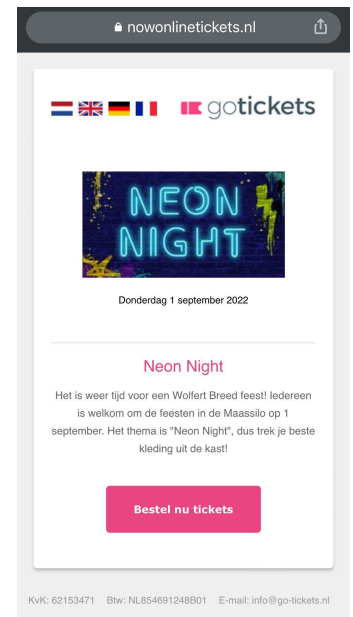 nowonlinetickets.nl
gotickets
NEON
NIGHT
Donderdag 1 september 2022
Neon Night
Het is weer tijd voor een Wolfert Breed feest! Iedereen
is welkom om de feesten in de Maassilo op 1
september. Het thema is "Neon Night", dus trek je beste
kleding uit de kast!
Bestel nu tickets
KvK: 62153471 Btw: NL854691248B01 E-mail: info@go-tickets.nl